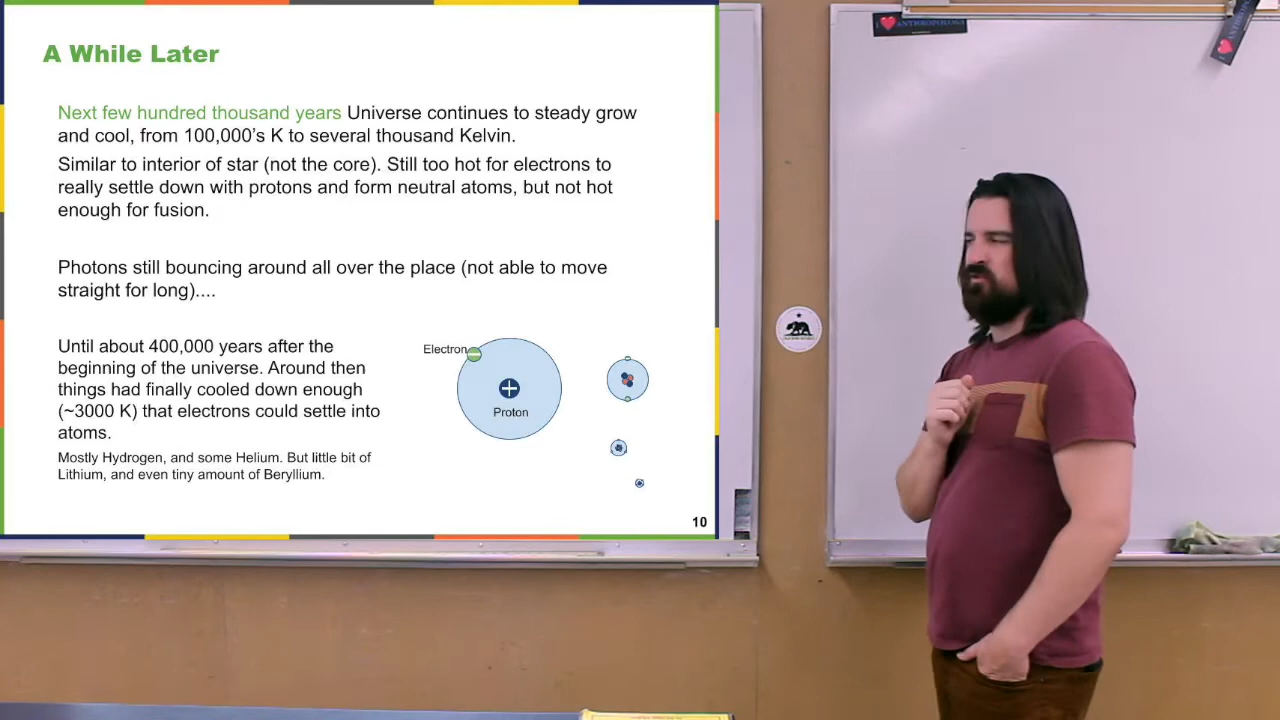 A While Later
Next few hundred thousand years Universe continues to steady grow
and cool, from 100,000's K to several thousand Kelvin.
Similar to interior of star (not the core). Still too hot for electrons to
really settle down with protons and form neutral atoms, but not hot
enough for fusion.
Photons still bouncing around all over the place (not able to move
straight for long)....
Until about 400,000 years after the
beginning of the universe. Around then
things had finally cooled down enough
(~3000 K) that electrons could settle into
atoms.
Mostly Hydrogen, and some Helium. But little bit of
Lithium, and even tiny amount of Beryllium.
Electron
Proton
10
I ANTHROPOLOGY